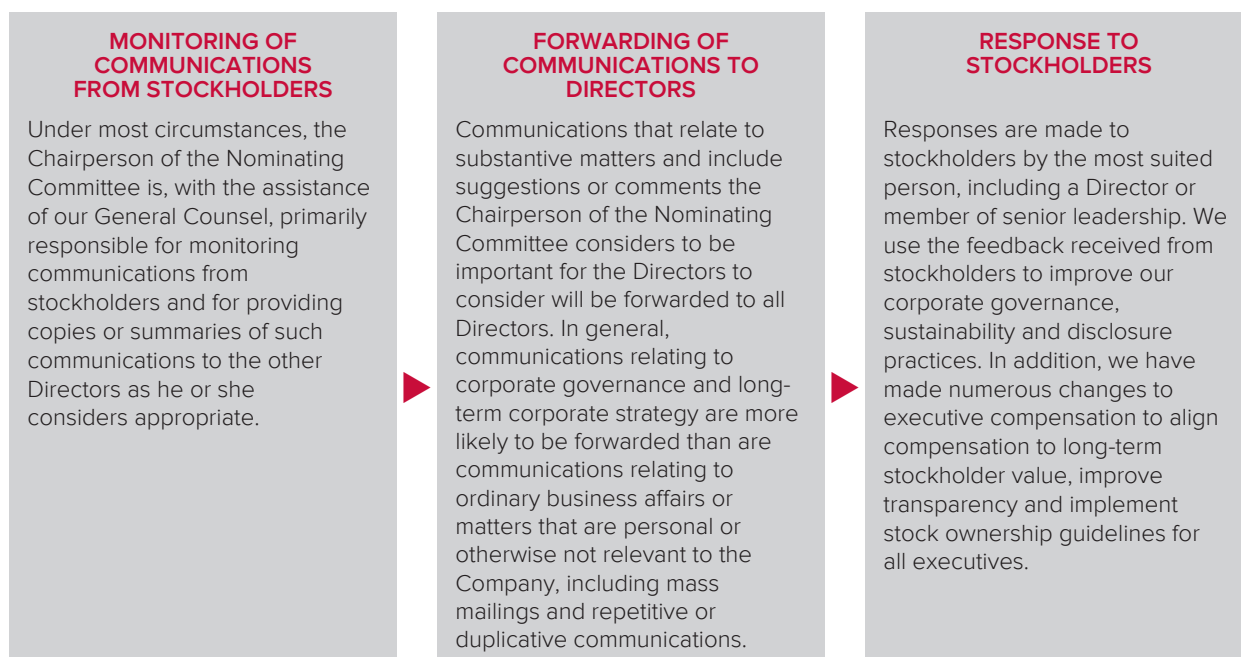 MONITORING OF
COMMUNICATIONS
FROM STOCKHOLDERS
Under most circumstances, the
Chairperson of the Nominating
Committee is, with the assistance
of our General Counsel, primarily
responsible for monitoring
communications from
stockholders and for providing
copies or summaries of such
communications to the other
Directors as he or she
considers appropriate.
FORWARDING OF
COMMUNICATIONS TO
DIRECTORS
Communications that relate to
substantive matters and include
suggestions or comments the
Chairperson of the Nominating
Committee considers to be
important for the Directors to
consider will be forwarded to all
Directors. In general,
communications relating to
corporate governance and long-
term corporate strategy are more
likely to be forwarded than are
communications relating to
ordinary business affairs or
matters that are personal or
otherwise not relevant to the
Company, including mass
mailings and repetitive or
duplicative communications.
RESPONSE TO
STOCKHOLDERS
Responses are made to
stockholders by the most suited
person, including a Director or
member of senior leadership. We
use the feedback received from
stockholders to improve our
corporate governance,
sustainability and disclosure
practices. In addition, we have
made numerous changes to
executive compensation to align
compensation to long-term
stockholder value, improve
transparency and implement
stock ownership guidelines for
all executives.